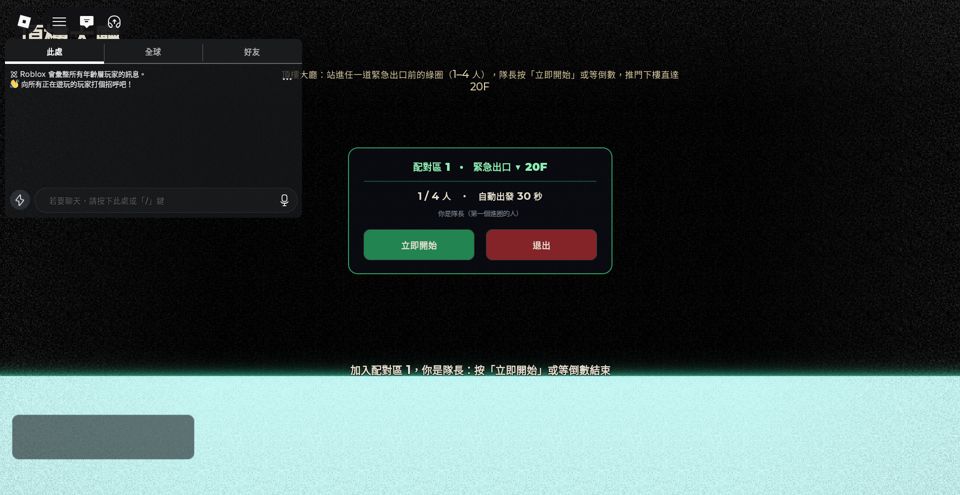 此處
全球
好友
Roblox 會彙整所有年齡層玩家的訊息。
👋 向所有正在遊玩的玩家打個招呼吧!
若要聊天,請按下此處或「/」鍵
大廳:站進任一道緊急出口前的綠圈(1–4 人),隊長按「立即開始」或等倒數,推門下樓直達
20F
配對區 1 • 緊急出口 ▼ 20F
1 / 4 人 • 自動出發 30 秒
你是隊長(第一個進圈的人)
立即開始
退出
加入配對區 1,你是隊長:按「立即開始」或等倒數結束